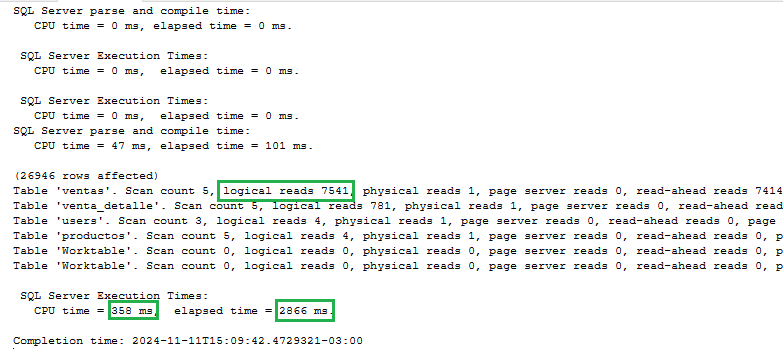 SQL Server parse and compile time:
CPU time = 0 ms, elapsed time = 0 ms.
SQL Server Execution Times:
CPU time = 0 ms,  elapsed time = 0 ms.
SQL Server Execution Times:
CPU time = 0 ms,  elapsed time = 0 ms.
SQL Server parse and compile time:
CPU time = 47 ms, elapsed time = 101 ms.
(26946 rows affected)
Table 'ventas'. Scan count 5, logical reads 7541, physical reads 1, page server reads 0, read-ahead reads 7414
Table 'venta_detalle'. Scan count 5, logical reads 781, physical reads 1, page server reads 0, read-ahead read
Table 'users'. Scan count 3, logical reads 4, physical reads 1, page server reads 0, read-ahead reads 0, page
Table 'productos'. Scan count 5, logical reads 4, physical reads 1, page server reads 0, read-ahead reads 0, p
Table 'Worktable'. Scan count 0, logical reads 0, physical reads 0, page server reads 0, read-ahead reads 0, p
Table 'Worktable'. Scan count 0, logical reads 0, physical reads 0, page server reads 0, read-ahead reads 0, p
SQL Server Execution Times:
CPU time = 358 ms,  elapsed time = 2866 ms.
Completion time: 2024-11-11T15:09:42.4729321-03:00